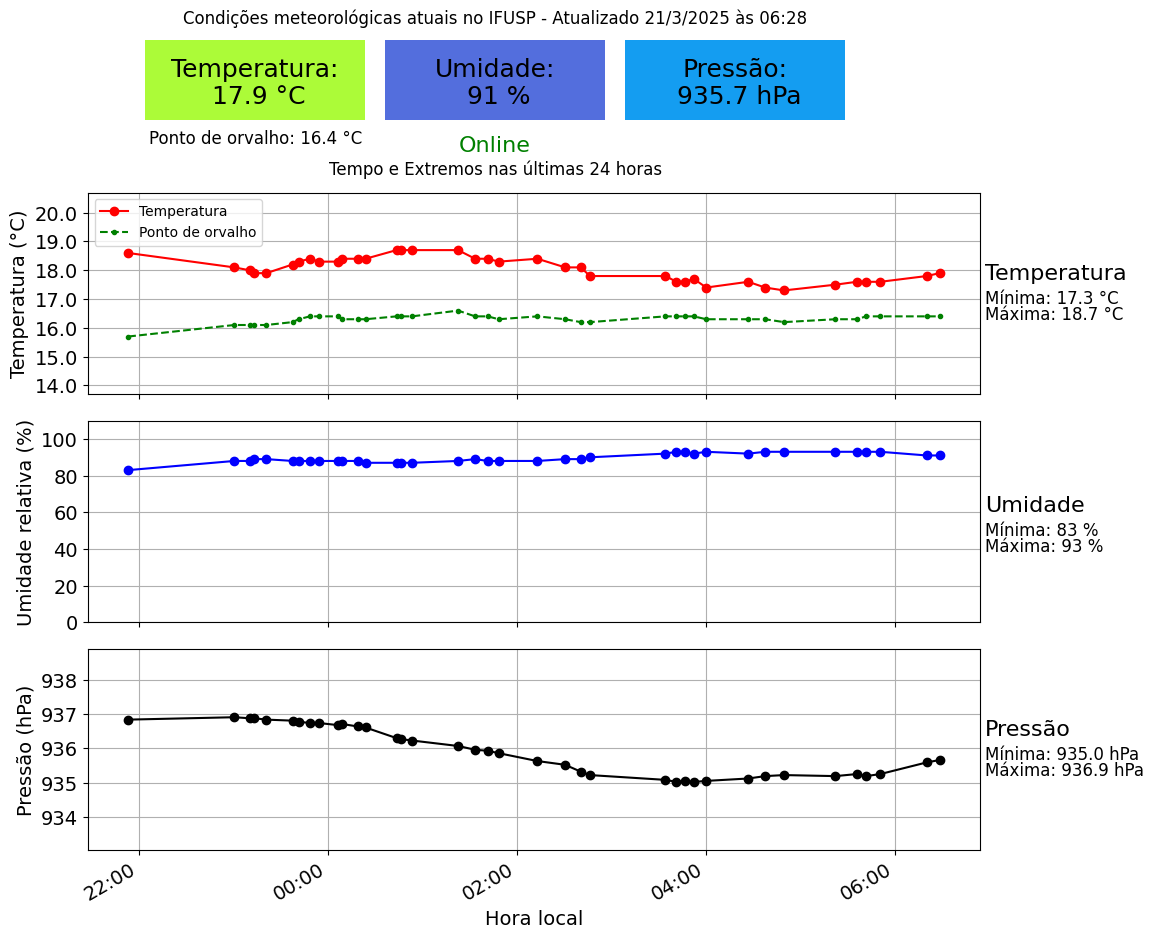 Condições meteorológicas atuais no IFUSP - Atualizado 21/3/2025 às 06:28
Temperatura:
17.9 °C
Umidade:
91 %
Pressão:
935.7 hPa
Ponto de orvalho: 16.4 °C
Online
Tempo e Extremos nas últimas 24 horas
Temperatura (°C)
20.0
19.0
18.0
17.0
16.0
15.0
14.0
Temperatura
Ponto de orvalho
Temperatura
Mínima: 17.3 °C
Máxima: 18.7 °C
Umidade relativa (%)
100
80
60
40
20
0
Umidade
Mínima: 83 %
Máxima: 93 %
Pressão (hPa)
938
937
936
935
934
Pressão
Mínima: 935.0 hPa
Máxima: 936.9 hPa
22:00
00:00
02:00
04:00
06:00
Hora local